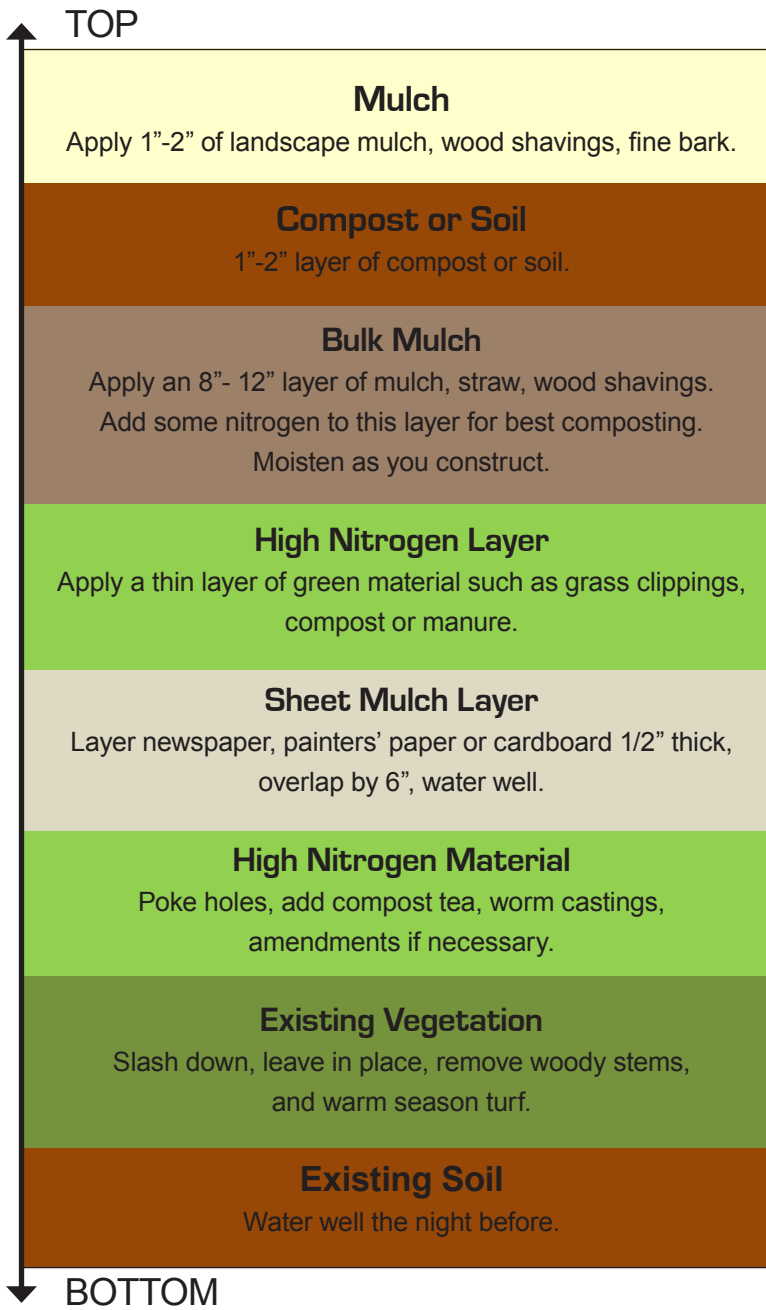 TOP
Mulch
Apply 1”-2” of landscape mulch, wood shavings, fine bark.
Compost or Soil
1”-2” layer of compost or soil.
Bulk Mulch
Apply an 8”- 12” layer of mulch, straw, wood shavings.
Add some nitrogen to this layer for best composting.
Moisten as you construct.
High Nitrogen Layer
Apply a thin layer of green material such as grass clippings,
compost or manure.
Sheet Mulch Layer
Layer newspaper, painters’ paper or cardboard 1/2” thick,
overlap by 6”, water well.
High Nitrogen Material
Poke holes, add compost tea, worm castings,
amendments if necessary.
Existing Vegetation
Slash down, leave in place, remove woody stems,
and warm season turf.
Existing Soil
Water well the night before.
BOTTOM